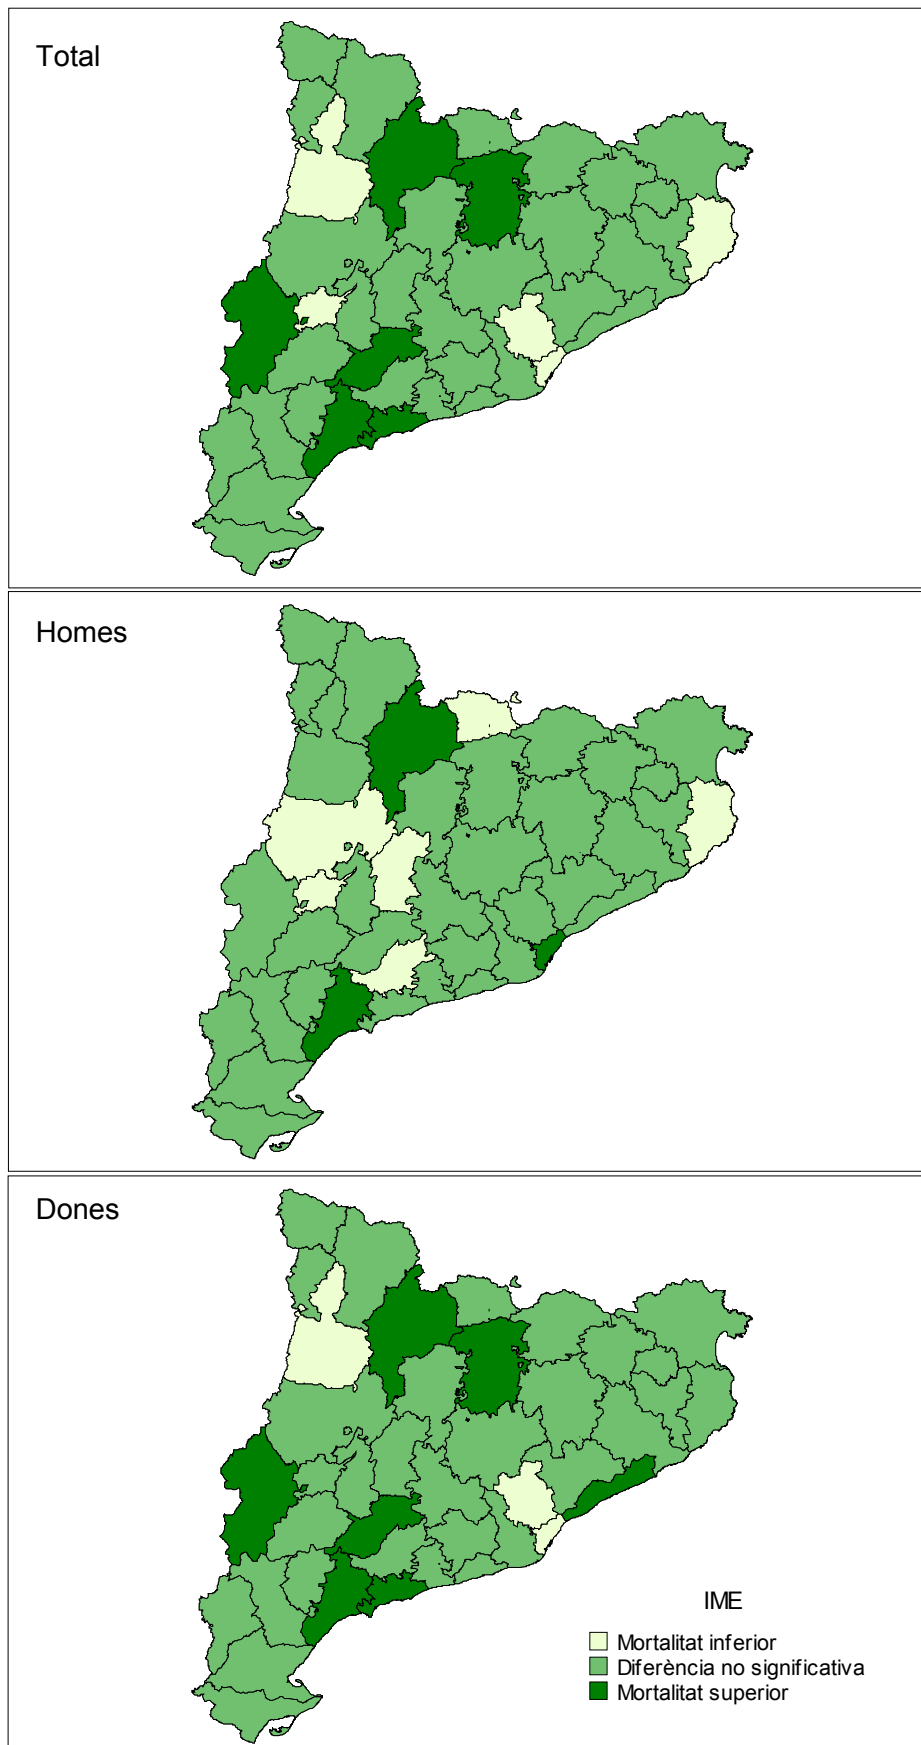 Total
Homes
Dones
IME
Mortalitat inferior
Diferència no significativa
Mortalitat superior